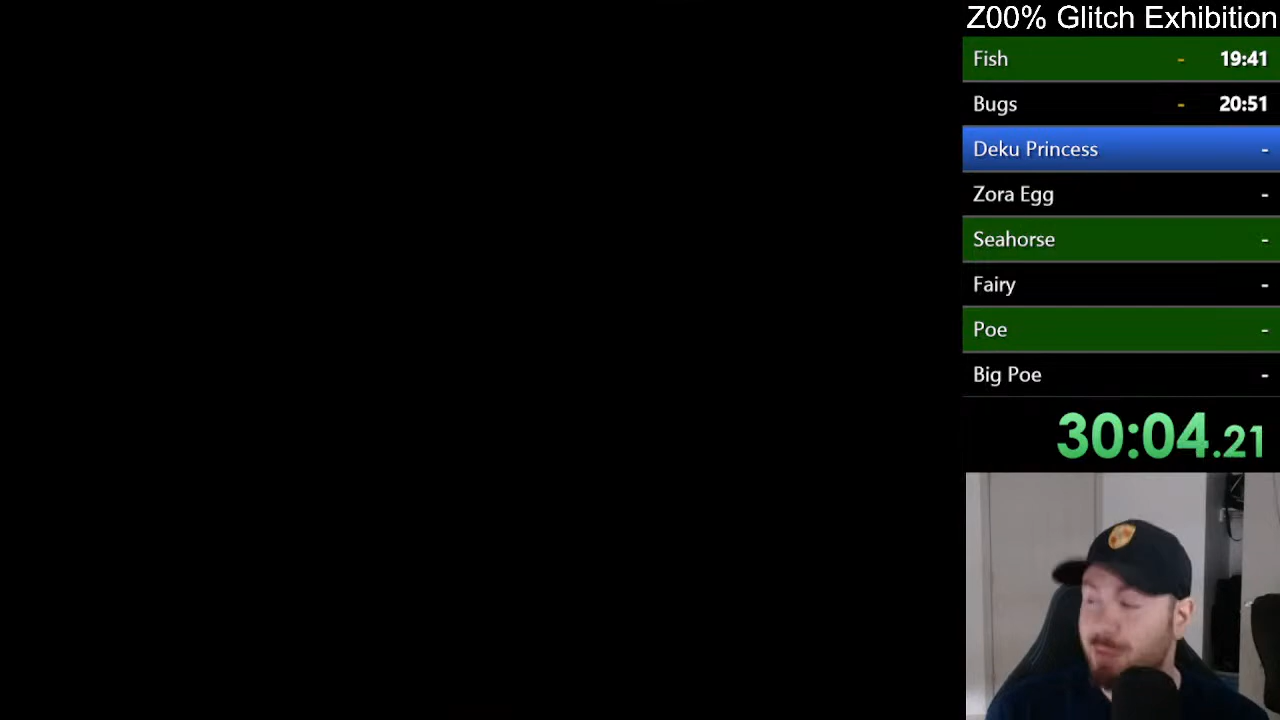 Z00% Glitch Exhibition
Fish - 19:41
Bugs - 20:51
Deku Princess -
Zora Egg -
Seahorse -
Fairy -
Poe -
Big Poe -
30:04.21